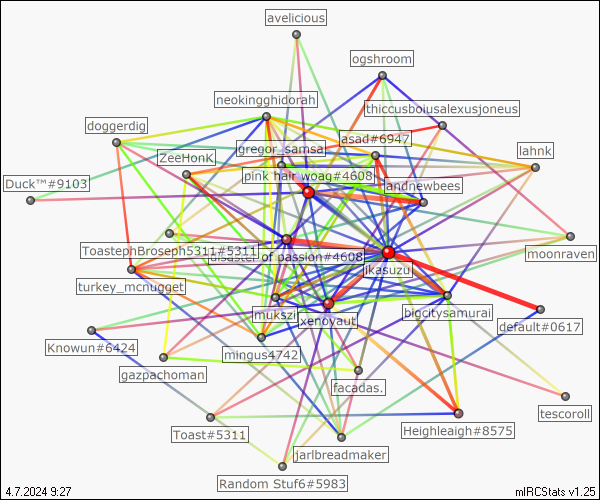 avelicious
ogshroom
neokingghidorah
thiccusboiusalexusjoneus
doggerdig
asad#6947
gregor_samsa
lahnk
ZeeHonK
pink hair woag#4608
Duck™#9103
andnewbees
ToastephBroseph5311#5311
of passion#4608
moonraven
jikasuzu
turkey_mcnugget
mukszi
xenoyaut
bigcitysamurai
default#0617
Knowun#6424
mingus4742
gazpachoman
facadas.
tescoroll
Toast#5311
Heighleaigh#8575
jarlbreadmaker
Random Stuf6#5983
4.7.2024 9:27
mIRCStats v1.25